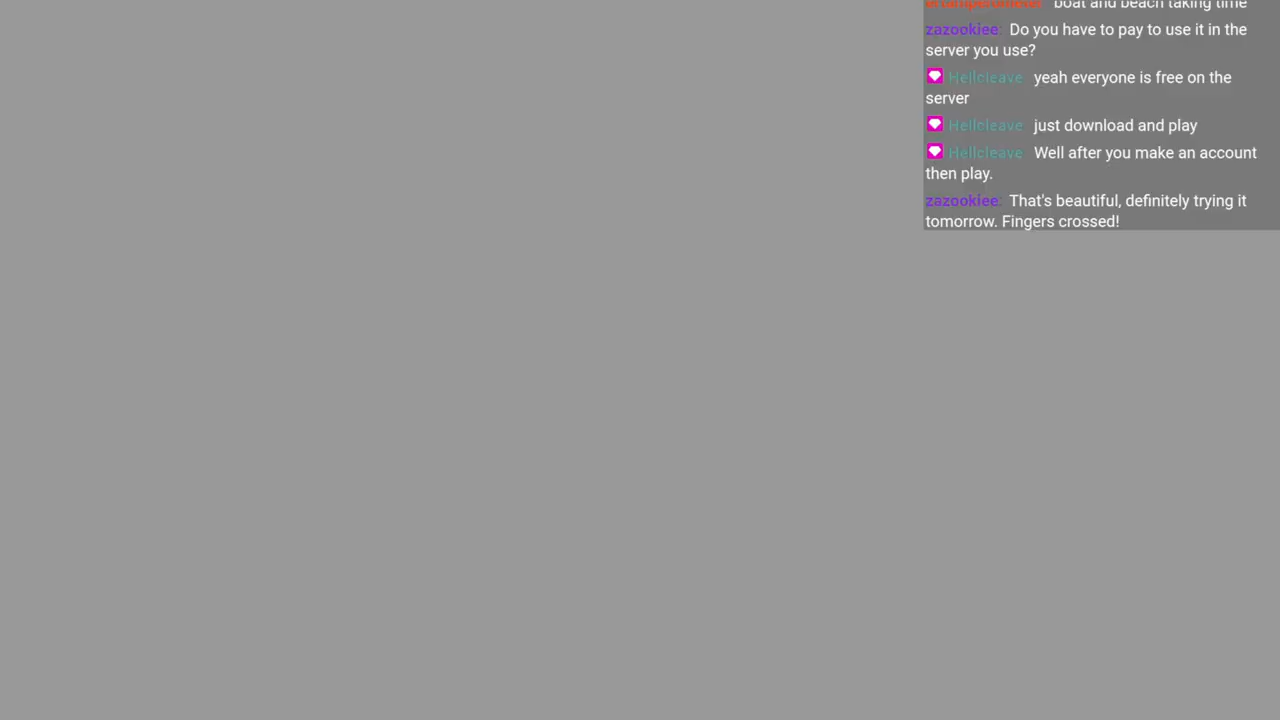 boat and beach taking time
zazookiee: Do you have to pay to use it in the
server you use?
Hellcleave yeah everyone is free on the
server
Hellcleave just download and play
Hellcleave Well after you make an account
then play.
zazookiee: That's beautiful, definitely trying it
tomorrow. Fingers crossed!